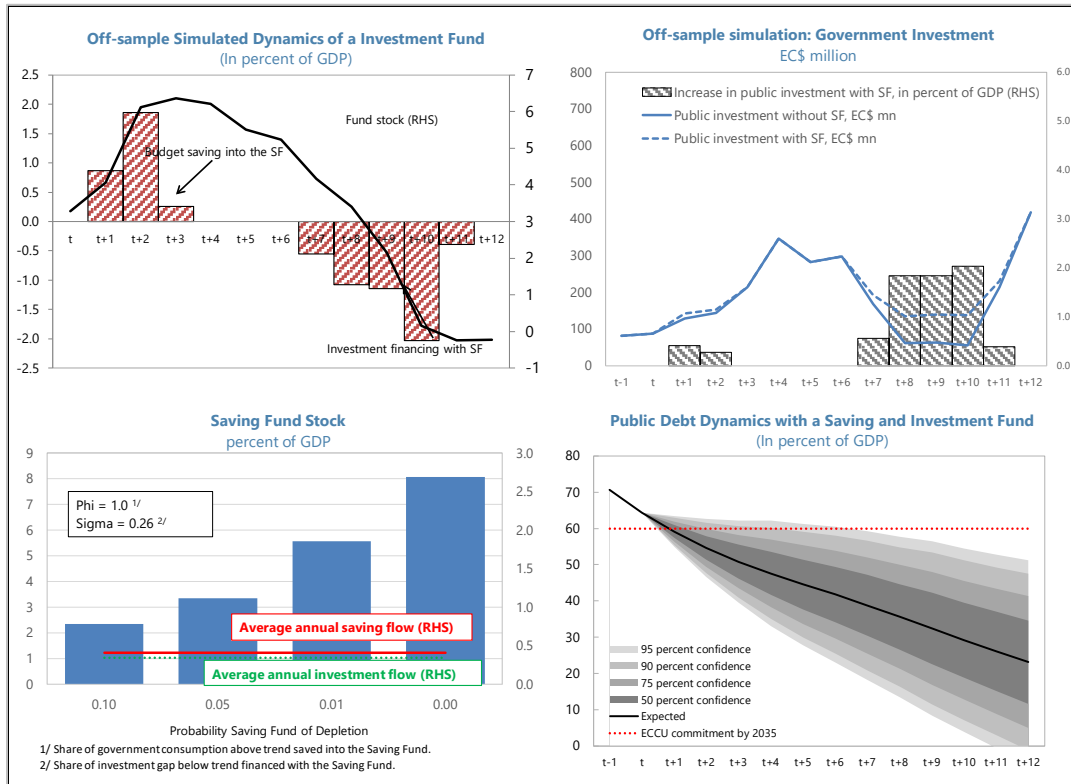 Off-sample Simulated Dynamics of a Investment Fund
(In percent of GDP)
2.5
2.0
1.5
1.0
0.5
0.0
-0.5
-1.0
-1.5
-2.0
-2.5
7
6
5
4
3
2
1
0
-1
Fund stock (RHS)
Budget saving into the SF
t
t+1
t+2
t+3
t+4
t+5
t+6
t+7
t+8
t+9
t+10
t+11
t+12
Investment financing with SF
Off-sample simulation: Government Investment
EC$ million
800
700
600
500
400
300
200
100
0
6.0
5.0
4.0
3.0
2.0
1.0
0.0
Increase in public investment with SF, in percent of GDP (RHS)
Public investment without SF, EC$ mn
Public investment with SF, EC$ mn
t-1
t
t+1
t+2
t+3
t+4
t+5
t+6
t+7
t+8
t+9
t+10
t+11
t+12
Saving Fund Stock
percent of GDP
9
8
7
6
5
4
3
2
1
0
3.0
2.5
2.0
1.5
1.0
0.5
0.0
Phi = 1.0 1/
Sigma = 0.26 2/
Average annual saving flow (RHS)
Average annual investment flow (RHS)
0.10
0.05
0.01
0.00
Probability Saving Fund of Depletion
1/ Share of government consumption above trend saved into the Saving Fund.
2/ Share of investment gap below trend financed with the Saving Fund.
Public Debt Dynamics with a Saving and Investment Fund
(In percent of GDP)
80
70
60
50
40
30
20
10
0
95 percent confidence
90 percent confidence
75 percent confidence
50 percent confidence
Expected
ECCU commitment by 2035
t-1
t
t+1
t+2
t+3
t+4
t+5
t+6
t+7
t+8
t+9
t+10
t+11
t+12